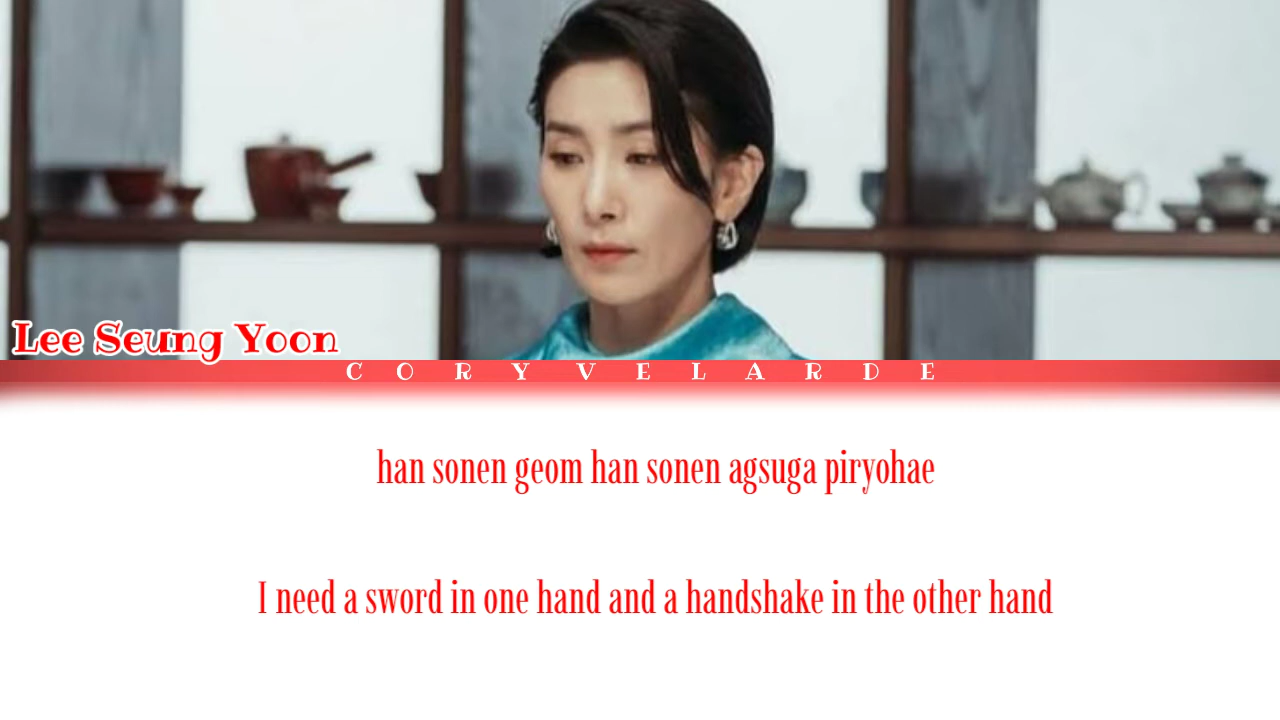 Lee Seung Yoon
CORYVELARDE
han sonen geom han sonen agsuga piryohae
I need a sword in one hand and a handshake in the other hand